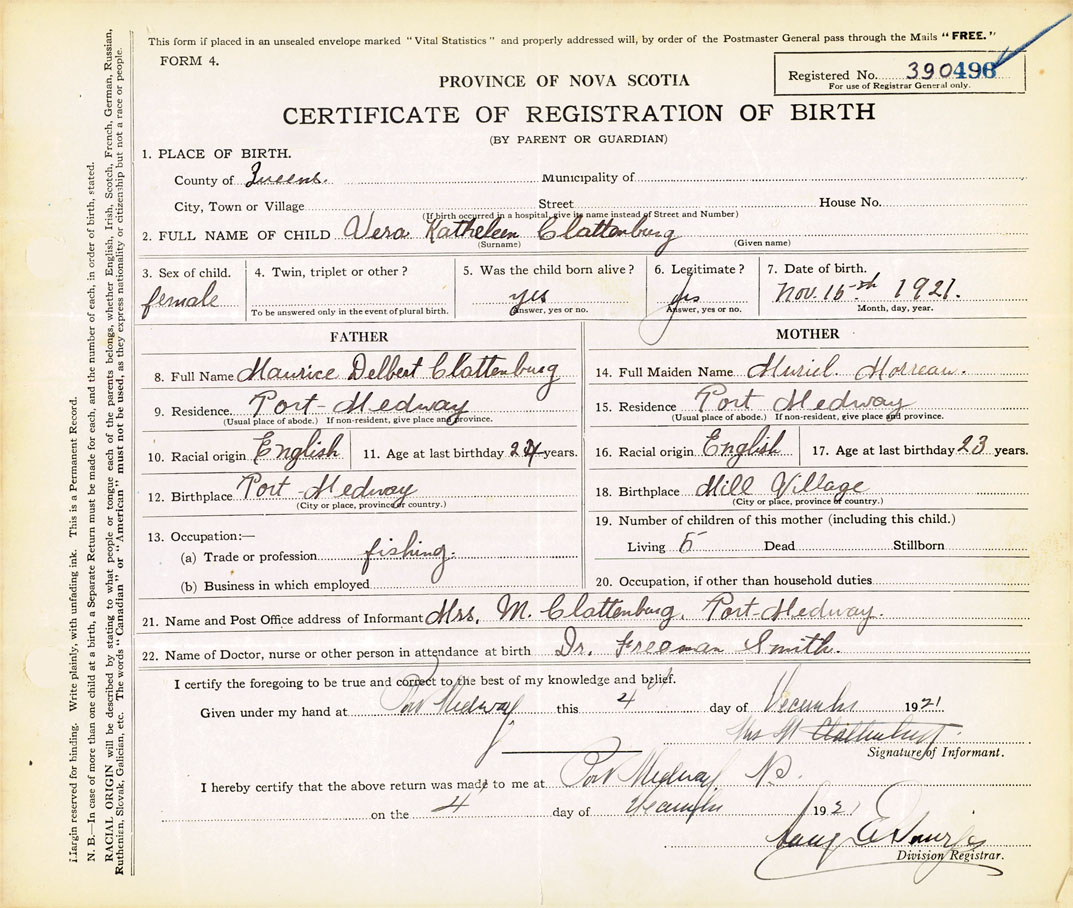 This form if placed in an unsealed envelope marked "Vital Statistics" and properly addressed will, by order of the Postmaster General pass through the Mails "FREE."
FORM 4.
Registered No. 390496
For use of Registrar General only.
PROVINCE OF NOVA SCOTIA
CERTIFICATE OF REGISTRATION OF BIRTH
(BY PARENT OR GUARDIAN)
1. PLACE OF BIRTH.
County of Queens. Municipality of
City, Town or Village Street House No.
(If birth occurred in a hospital, give its name instead of Street and Number)
2. FULL NAME OF CHILD Vera Katheleen Clattenburg
(Surname) (Given name)
3. Sex of child. 4. Twin, triplet or other? 5. Was the child born alive? 6. Legitimate? 7. Date of birth.
female yes yes Nov. 16th 1921.
To be answered only in the event of plural birth. Answer, yes or no. Answer, yes or no. Month, day, year.
FATHER
8. Full Name Maurice Delbert Clattenburg
9. Residence. Port-Medway
(Usual place of abode.) If non-resident, give place and province.
10. Racial origin English 11. Age at last birthday 24 years.
12. Birthplace Port-Medway
(City or place, province or country.)
13. Occupation:—
(a) Trade or profession fishing.
(b) Business in which employed
MOTHER
14. Full Maiden Name Muriel Morreau.
15. Residence Port Medway
(Usual place of abode.) If non-resident, give place and province.
16. Racial origin English 17. Age at last birthday 23 years.
18. Birthplace Mill Village
(City or place, province or country.)
19. Number of children of this mother (including this child.)
Living 5 Dead Stillborn
20. Occupation, if other than household duties
21. Name and Post Office address of Informant Mrs. M. Clattenburg. Port-Medway.
22. Name of Doctor, nurse or other person in attendance at birth Dr. Freeman Smith.
I certify the foregoing to be true and correct to the best of my knowledge and belief.
Given under my hand at Port Medway this 4 day of December 1921
Mrs M Clattenburg.
Signature of Informant.
I hereby certify that the above return was made to me at Port Medway
on the 4 day of December 1921
Division Registrar.
Margin reserved for binding. Write plainly, with unfading ink. This is a Permanent Record.
N. B.—In case of more than one child at a birth, a Separate Return must be made for each, and the number of each, in order of birth, stated.
RACIAL ORIGIN will be described by stating to what people or tongue each of the parents belongs, whether English, Irish, Scotch, French, German, Russian,
Ruthenian, Slovak, Galician, etc. The words "Canadian" or "American" must not be used, as they express nationality or citizenship but not a race or people.